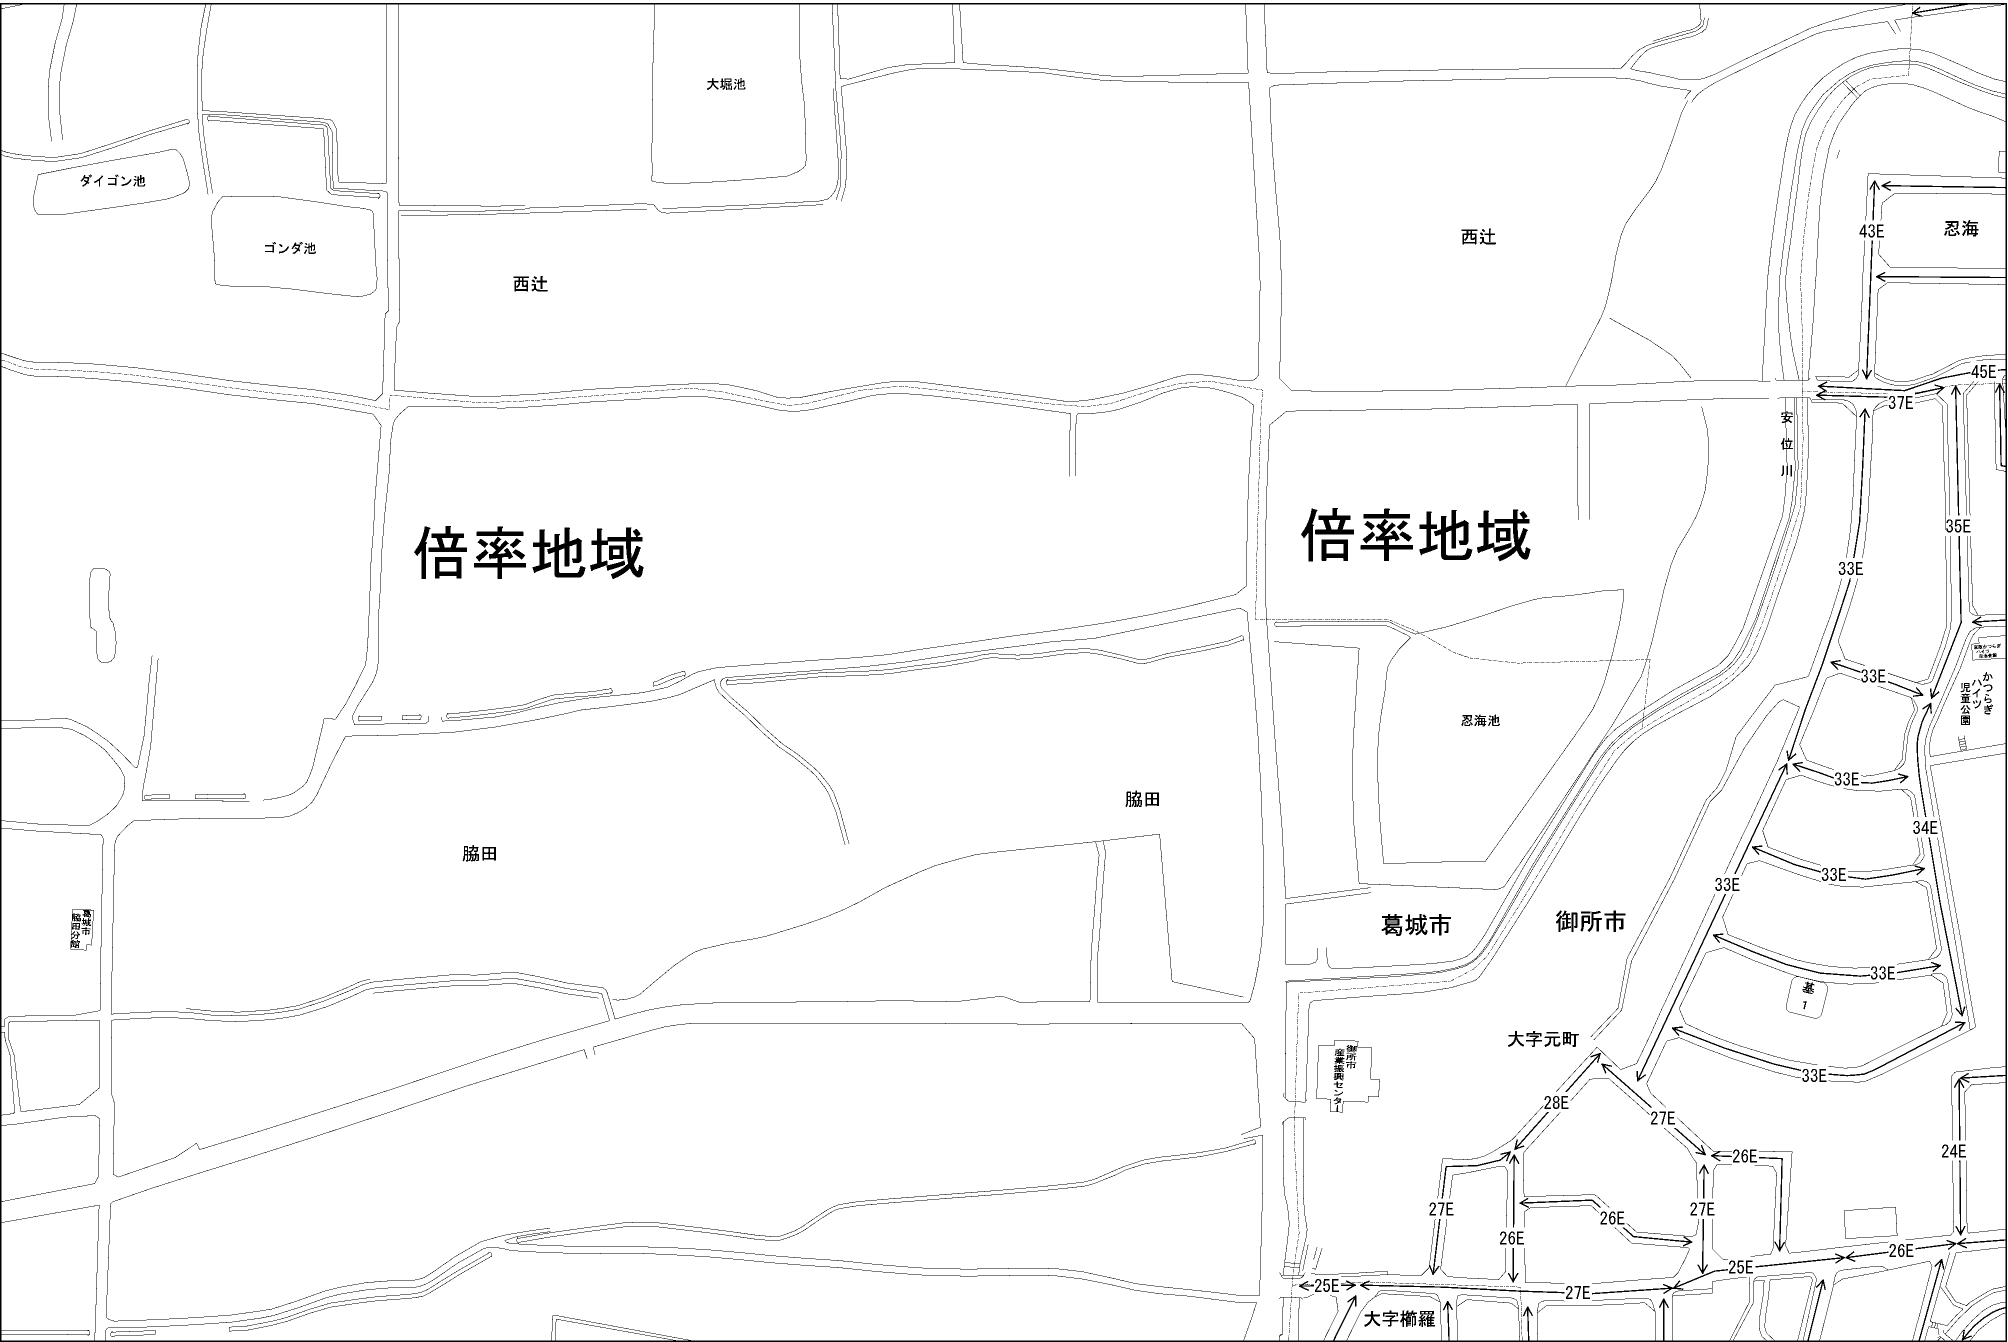 大堀池
ダイゴン池
ゴンダ池
西辻
西辻
43E
忍海
45E
37E
安位川
倍率地域
倍率地域
35E
33E
33E
かつらぎ
ハイツ
児童公園
忍海池
33E
34E
脇田
脇田
33E
33E
葛城市
脇田分館
葛城市
御所市
33E
基
1
大字元町
御所市
産業振興センター
33E
28E
27E
26E
24E
27E
26E
26E
27E
26E
25E
25E
27E
大字櫛羅